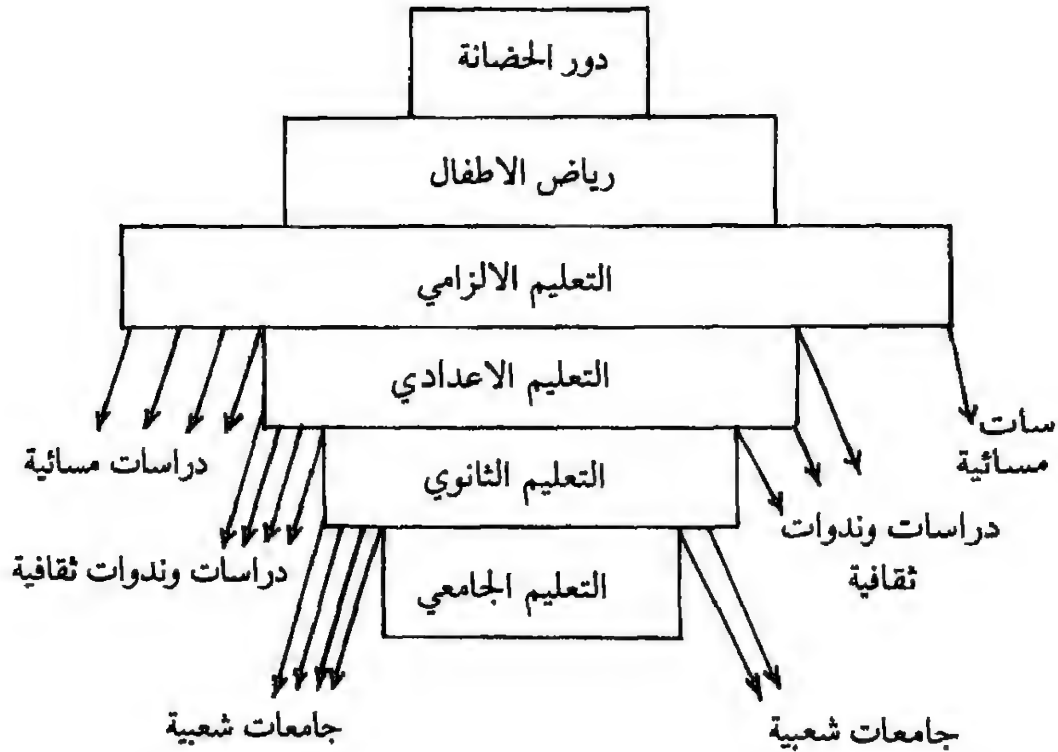 دور الحضانة
رياض الاطفال
التعليم الالزامي
التعليم الاعدادي
سأت
مسائية
دراسات مسائية
التعليم الثانوي
دراسات وندوات
ثقافية
دراسات وندوات ثقافية
التعليم الجامعي
جامعات شعبية
جامعات شعبية